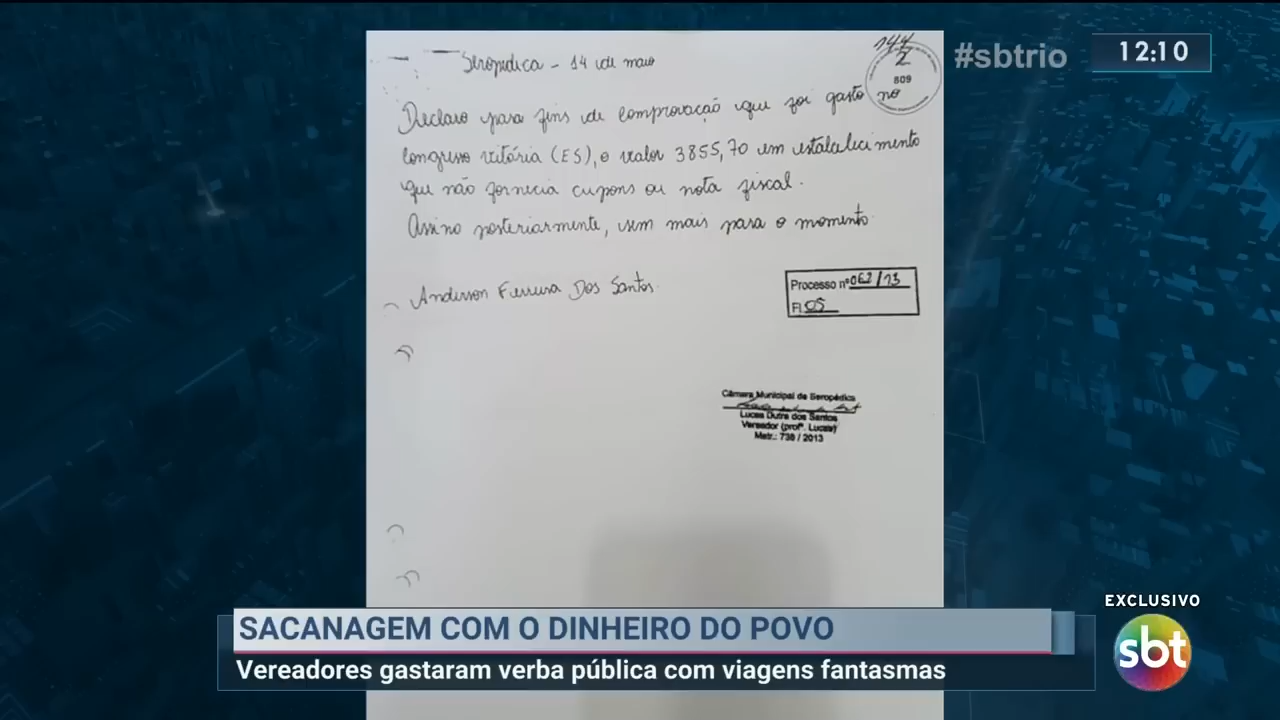 #sbtrio
12:10
144
2
809
Seropédica - 14 de maio
Declaro para fins de comprovação que foi gasto no
Congresso vitória (ES), o valor 3855,70 em estabelecimento
que não fornecia cupons ou nota fiscal.
Assino posteriormente, sem mais para o momento.
Anderson Ferreira Dos Santos.
Processo nº 062/13
Fl 05
Câmara Municipal de Seropédica
Lucas Dutra dos Santos
Vereador (profº. Lucas)
Matr.: 738 / 2013
EXCLUSIVO
sbt
SACANAGEM COM O DINHEIRO DO POVO
Vereadores gastaram verba pública com viagens fantasmas